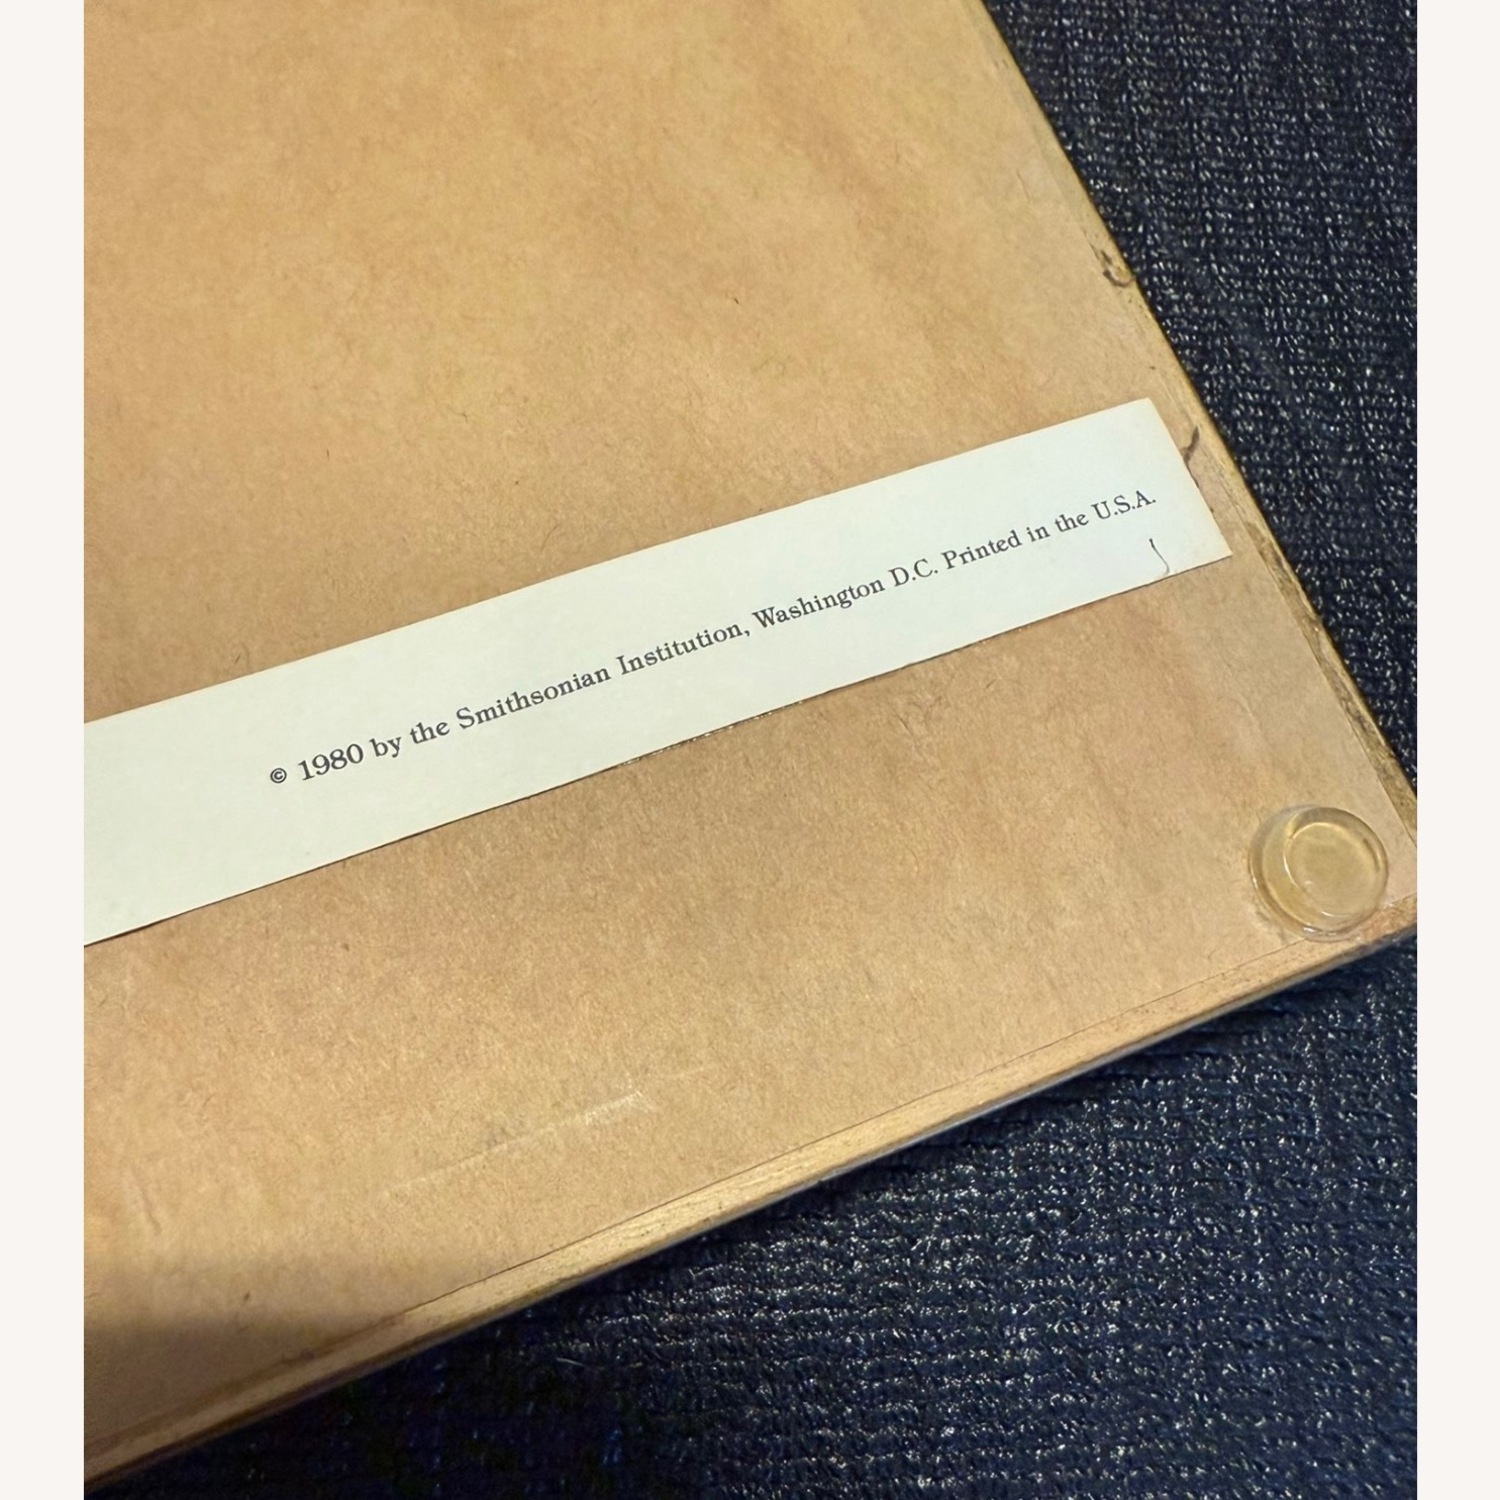 © 1980 by the Smithsonian Institution, Washington D.C. Printed in the U.S.A.